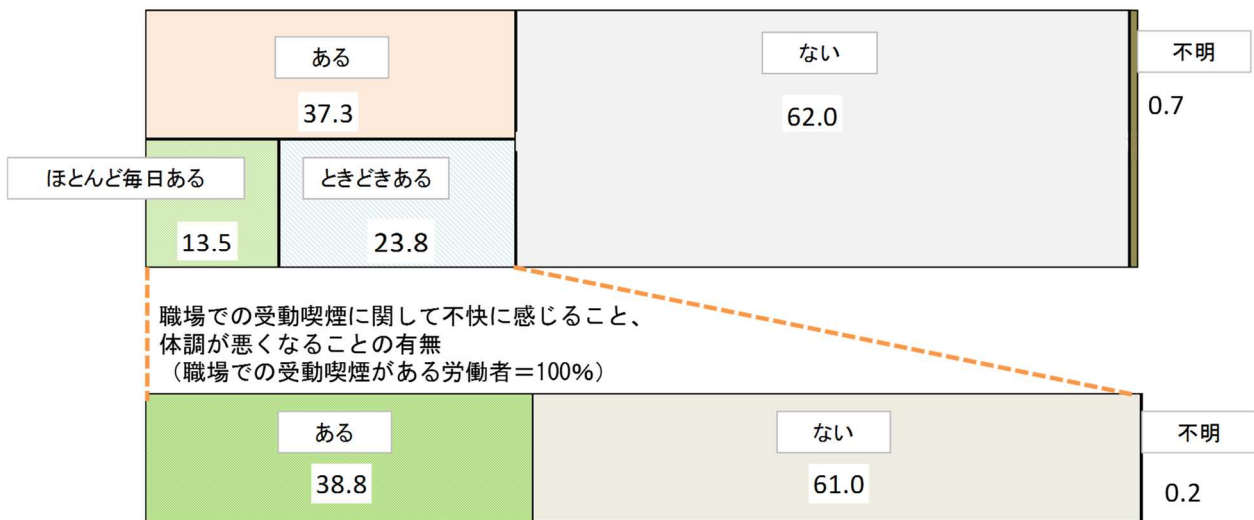 ある
ない
不明
37.3
62.0
0.7
ほとんど毎日ある
ときどきある
13.5
23.8
職場での受動喫煙に関して不快に感じること、
体調が悪くなることの有無
（職場での受動喫煙がある労働者＝100％）
ある
ない
不明
38.8
61.0
0.2